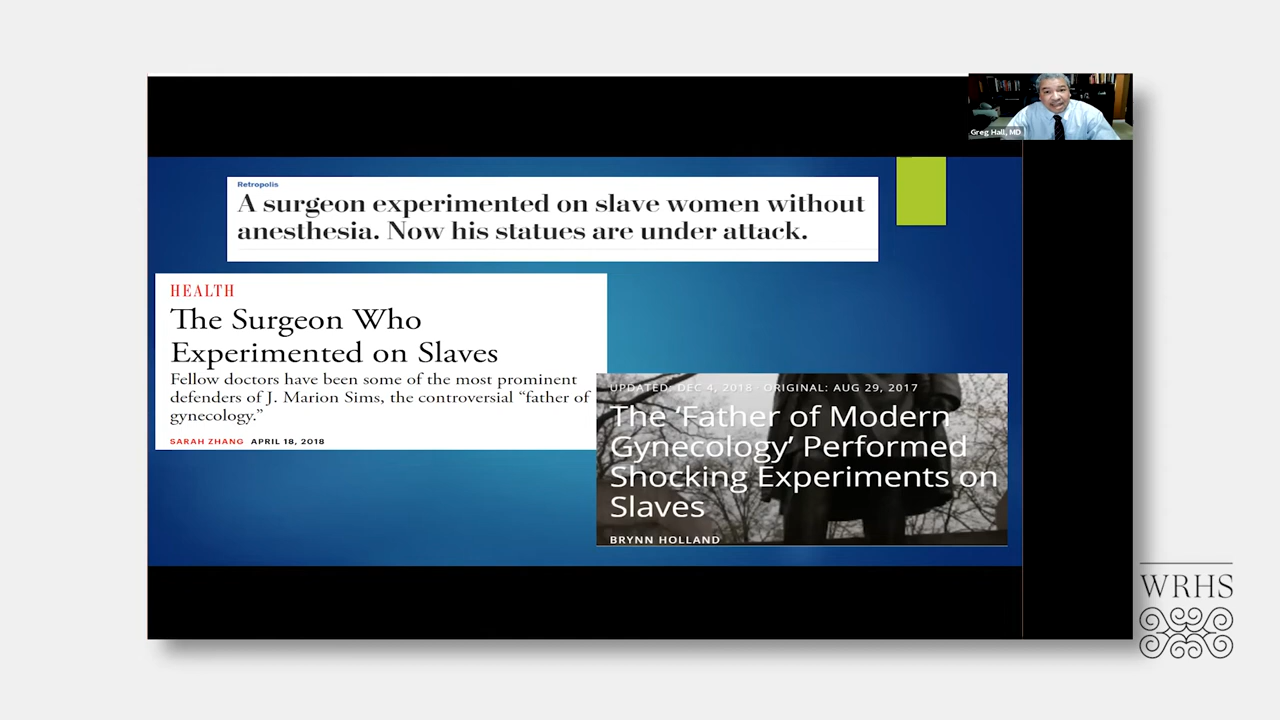 Greg Hall, MD
Retropolis
A surgeon experimented on slave women without
anesthesia. Now his statues are under attack.
HEALTH
The Surgeon Who
Experimented on Slaves
Fellow doctors have been some of the most prominent
defenders of J. Marion Sims, the controversial “father of
gynecology.”
SARAH ZHANG APRIL 18, 2018
UPDATED: DEC 4, 2018 · ORIGINAL: AUG 29, 2017
The ‘Father of Modern
Gynecology’ Performed
Shocking Experiments on
Slaves
BRYNN HOLLAND
WRHS